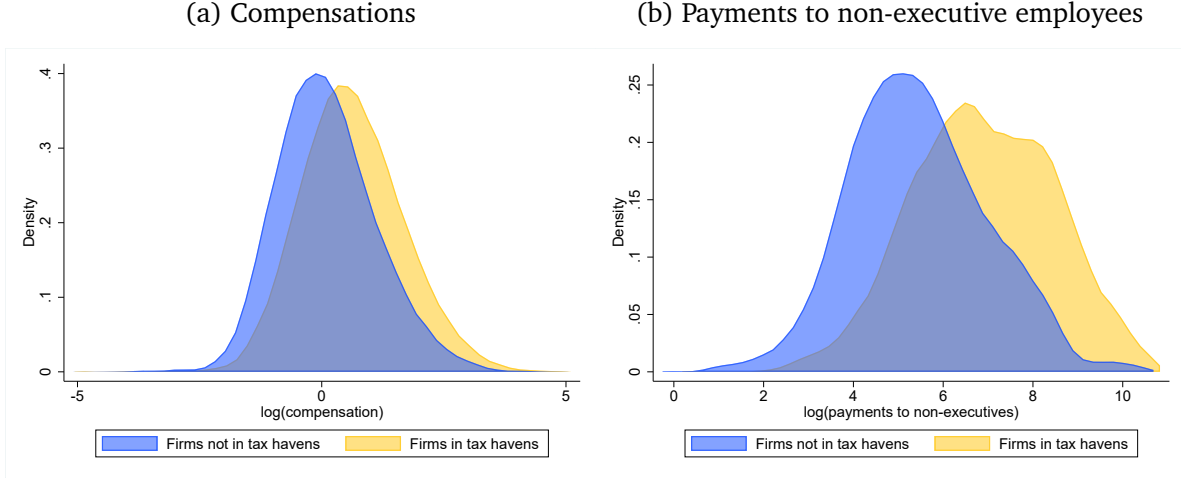 (a) Compensations
(b) Payments to non-executive employees
Density
.4
.3
.2
.1
0
-5
0
5
log(compensation)
Firms not in tax havens
Firms in tax havens
Density
.25
.2
.15
.1
.05
0
0
2
4
6
8
10
log(payments to non-executives)
Firms not in tax havens
Firms in tax havens